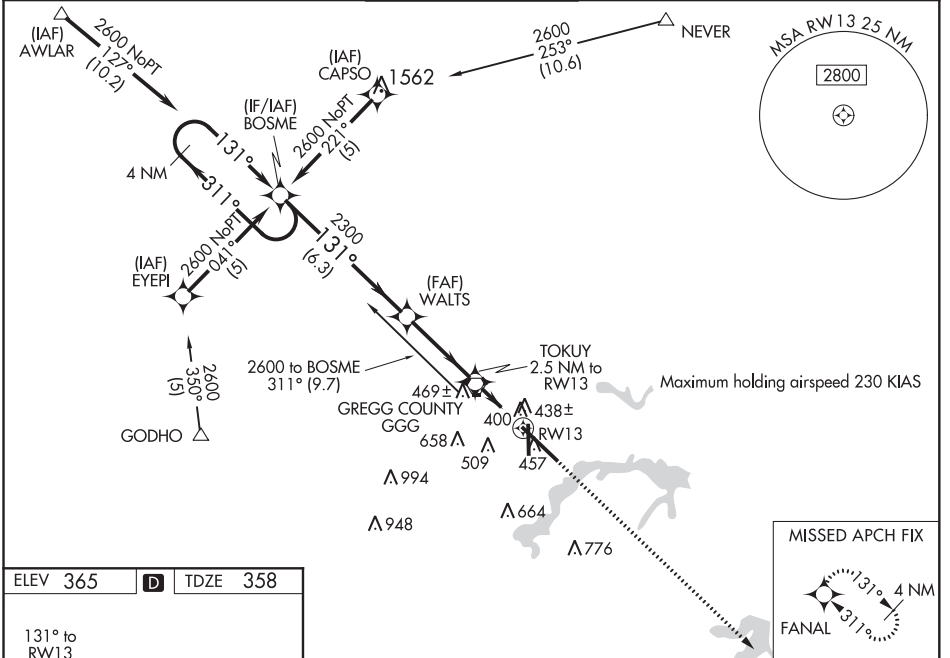 (IAF)
AWLAR
2600 NoPT
127°
(10.2)
(IAF)
CAPSO
1562
2600
253°
(10.6)
NEVER
MSA RW13 25 NM
2800
(IF/IAF)
BOSME
2600 NoPT
221°
(5)
4 NM
131°
311°
2600 NoPT
041°
(5)
(IAF)
EYEPI
2300
131°
(6.3)
(FAF)
WALTS
2600
350°
(5)
GODHO
2600 to BOSME
311° (9.7)
TOKUY
2.5 NM to
RW13
Maximum holding airspeed 230 KIAS
469±
GREGG COUNTY
GGG
400
438±
RW13
658
509
457
994
948
664
776
MISSED APCH FIX
131°
4 NM
311°
FANAL
ELEV 365 D TDZE 358
131° to
RW13